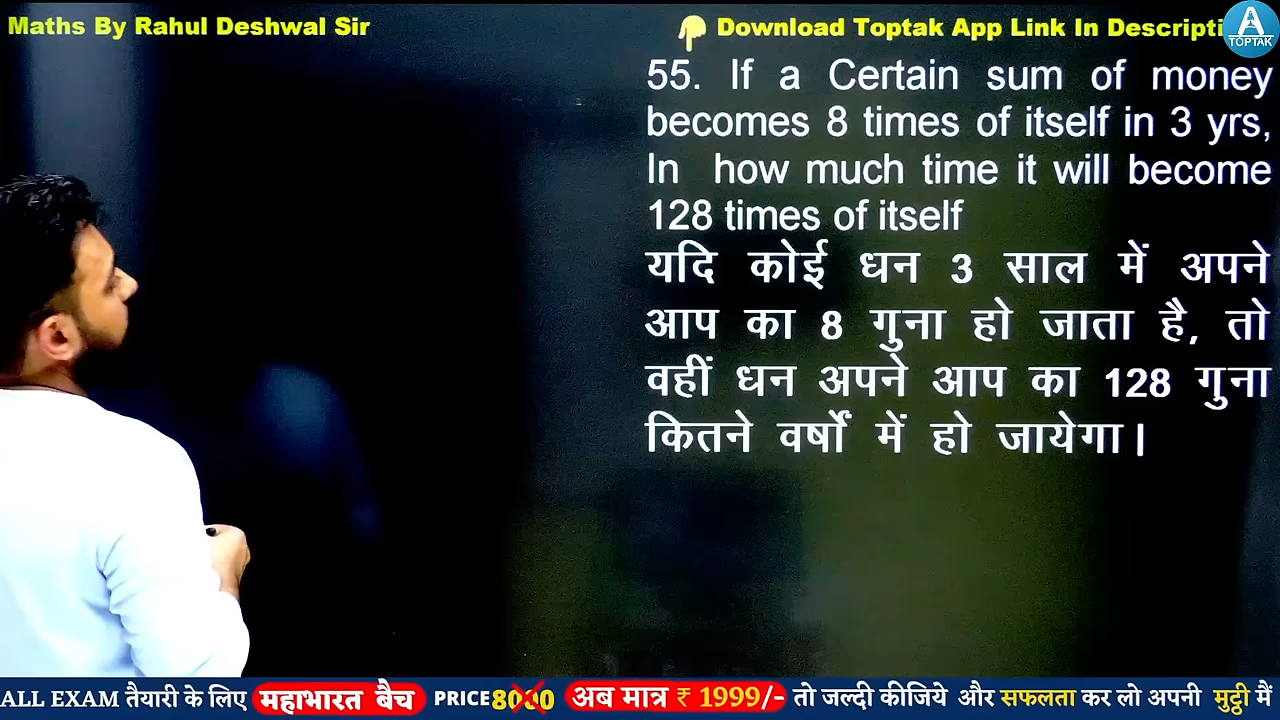 Maths By Rahul Deshwal Sir
Download Toptak App Link In Descripti
TOPTAK
55. If a Certain sum of money
becomes 8 times of itself in 3 yrs,
In how much time it will become
128 times of itself
यदि कोई धन 3 साल में अपने
आप का 8 गुना हो जाता है, तो
वहीं धन अपने आप का 128 गुना
कितने वर्षों में हो जायेगा।
ALL EXAM तैयारी के लिए महाभारत बैच PRICE 8000 अब मात्र ₹ 1999/- तो जल्दी कीजिये और सफलता कर लो अपनी मुट्ठी में